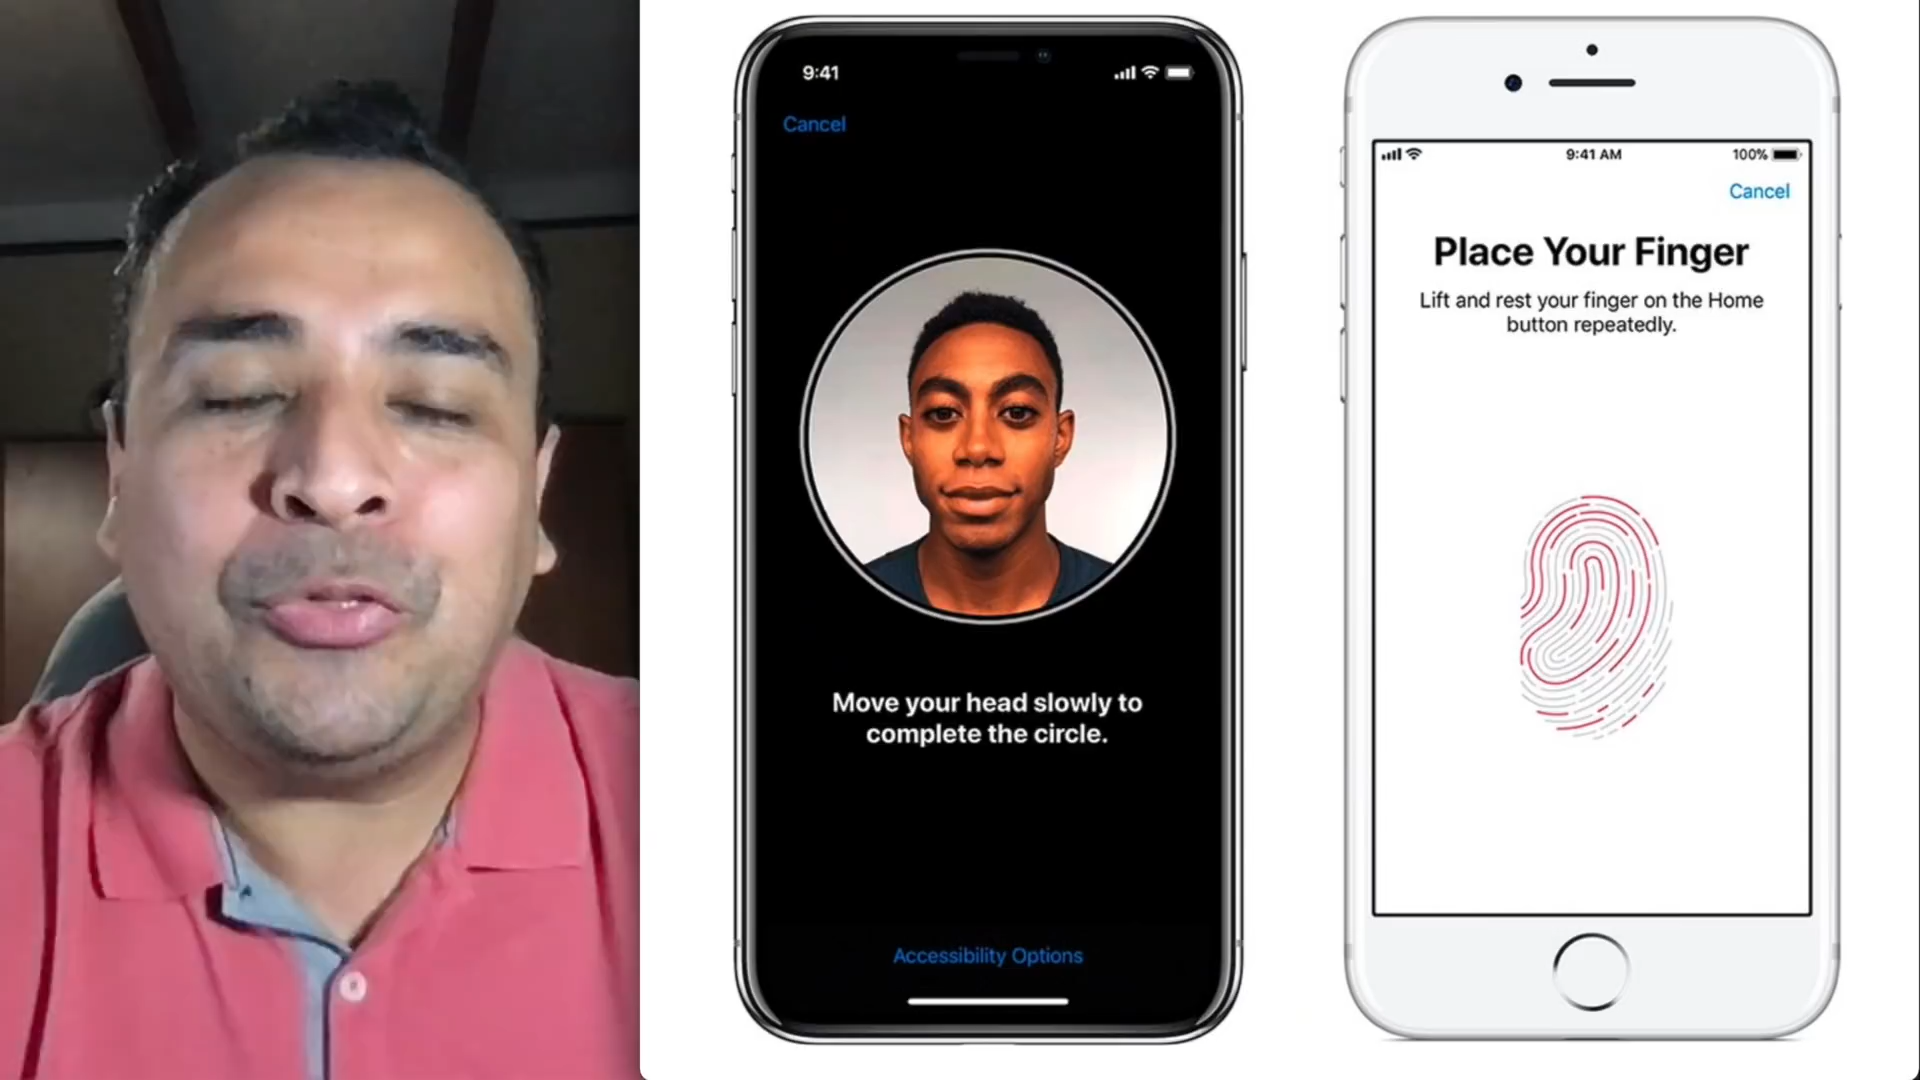 9:41
Cancel
Move your head slowly to
complete the circle.
Accessibility Options
9:41 AM
100%
Cancel
Place Your Finger
Lift and rest your finger on the Home
button repeatedly.